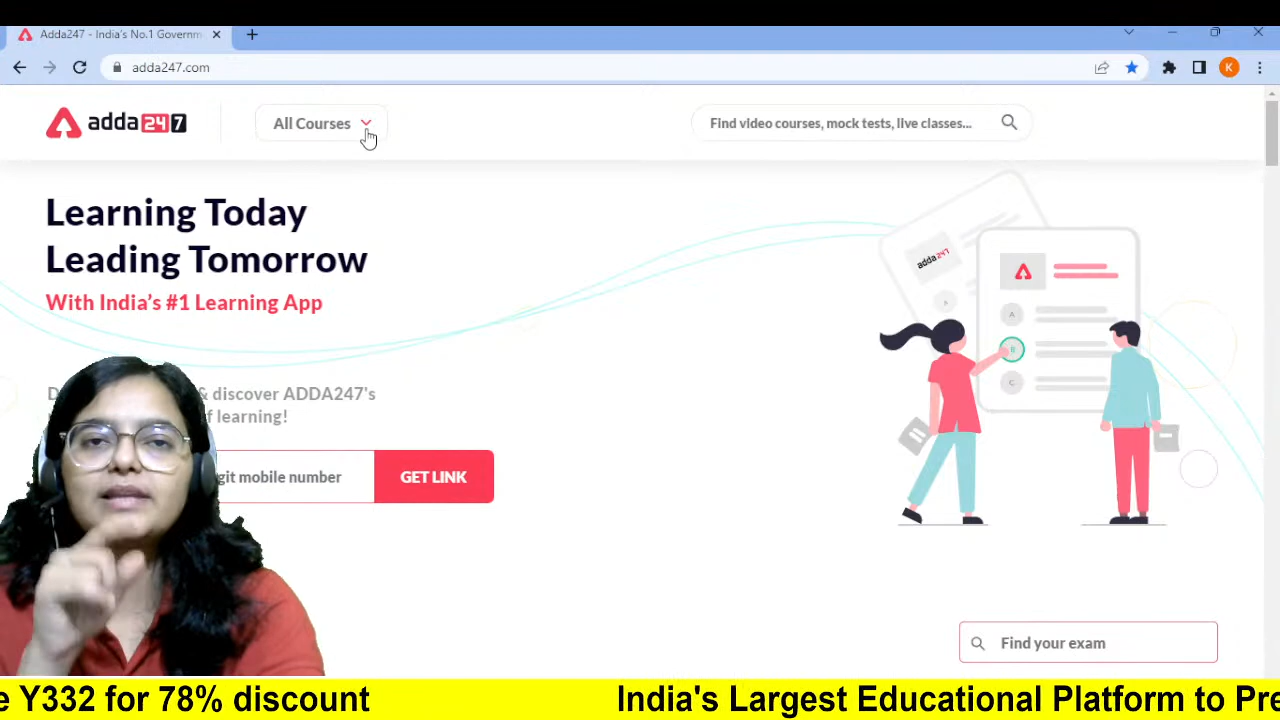 Adda247 - India's No.1 Governm
adda247.com
adda247
All Courses
Find video courses, mock tests, live classes...
Learning Today
Leading Tomorrow
With India's #1 Learning App
& discover ADDA247's
f learning!
git mobile number
GET LINK
adda247
A
B
C
Find your exam
K
e Y332 for 78% discount
India's Largest Educational Platform to Pre